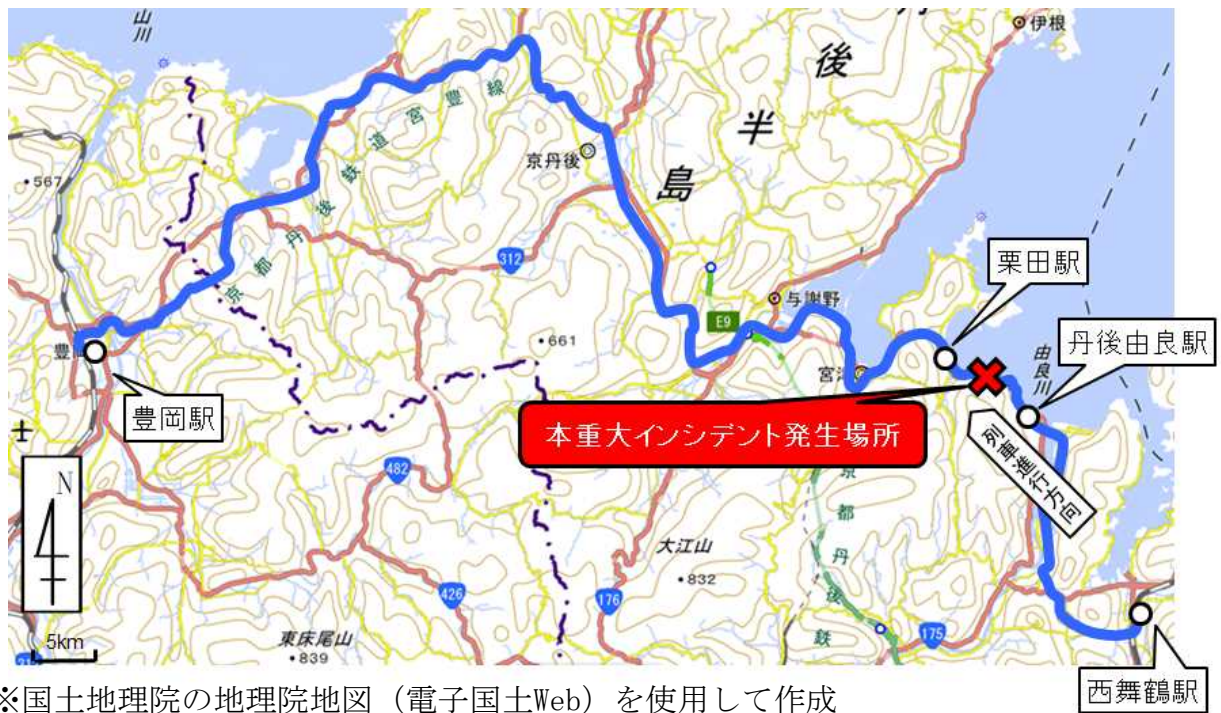 山川
伊根
後
半
島
京都丹後鉄道宮豊線
京丹後
•567
312
栗田駅
与謝野
E9
由良川
丹後由良駅
•661
豊
宮
豊岡駅
本重大インシデント発生場所
列車進行方向
N
482
京都丹後鉄
大江山
•832
426
176
175
5km
東床尾山
•839
西舞鶴駅
※国土地理院の地理院地図（電子国土Web）を使用して作成